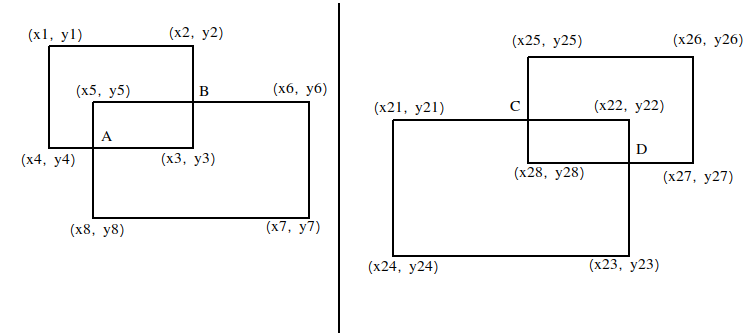 (x1, y1)
(x2, y2)
(x5, y5)
B
(x6, y6)
A
(x4, y4)
(x3, y3)
(x8, y8)
(x7, y7)
(x25, y25)
(x26, y26)
(x21, y21)
C
(x22, y22)
D
(x28, y28)
(x27, y27)
(x24, y24)
(x23, y23)